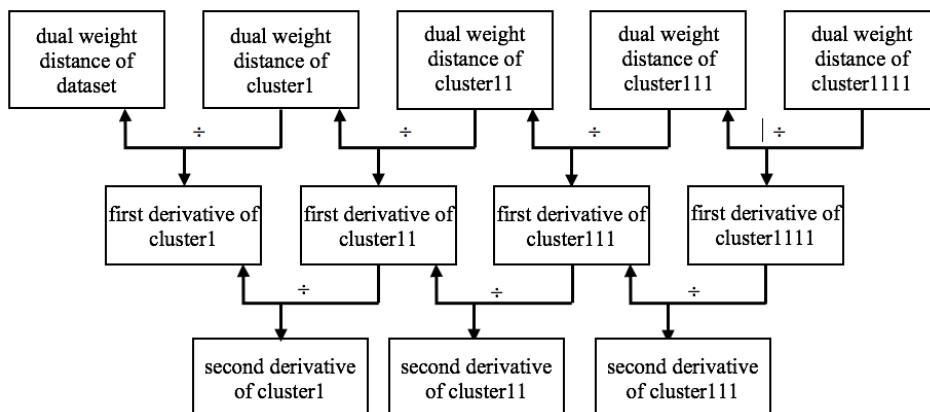 dual weight
distance of
dataset
dual weight
distance of
cluster1
dual weight
distance of
cluster11
dual weight
distance of
cluster111
dual weight
distance of
cluster1111
÷
÷
÷
÷
first derivative of
cluster1
first derivative of
cluster11
first derivative of
cluster111
first derivative of
cluster1111
÷
÷
÷
second derivative
of cluster1
second derivative
of cluster11
second derivative
of cluster111